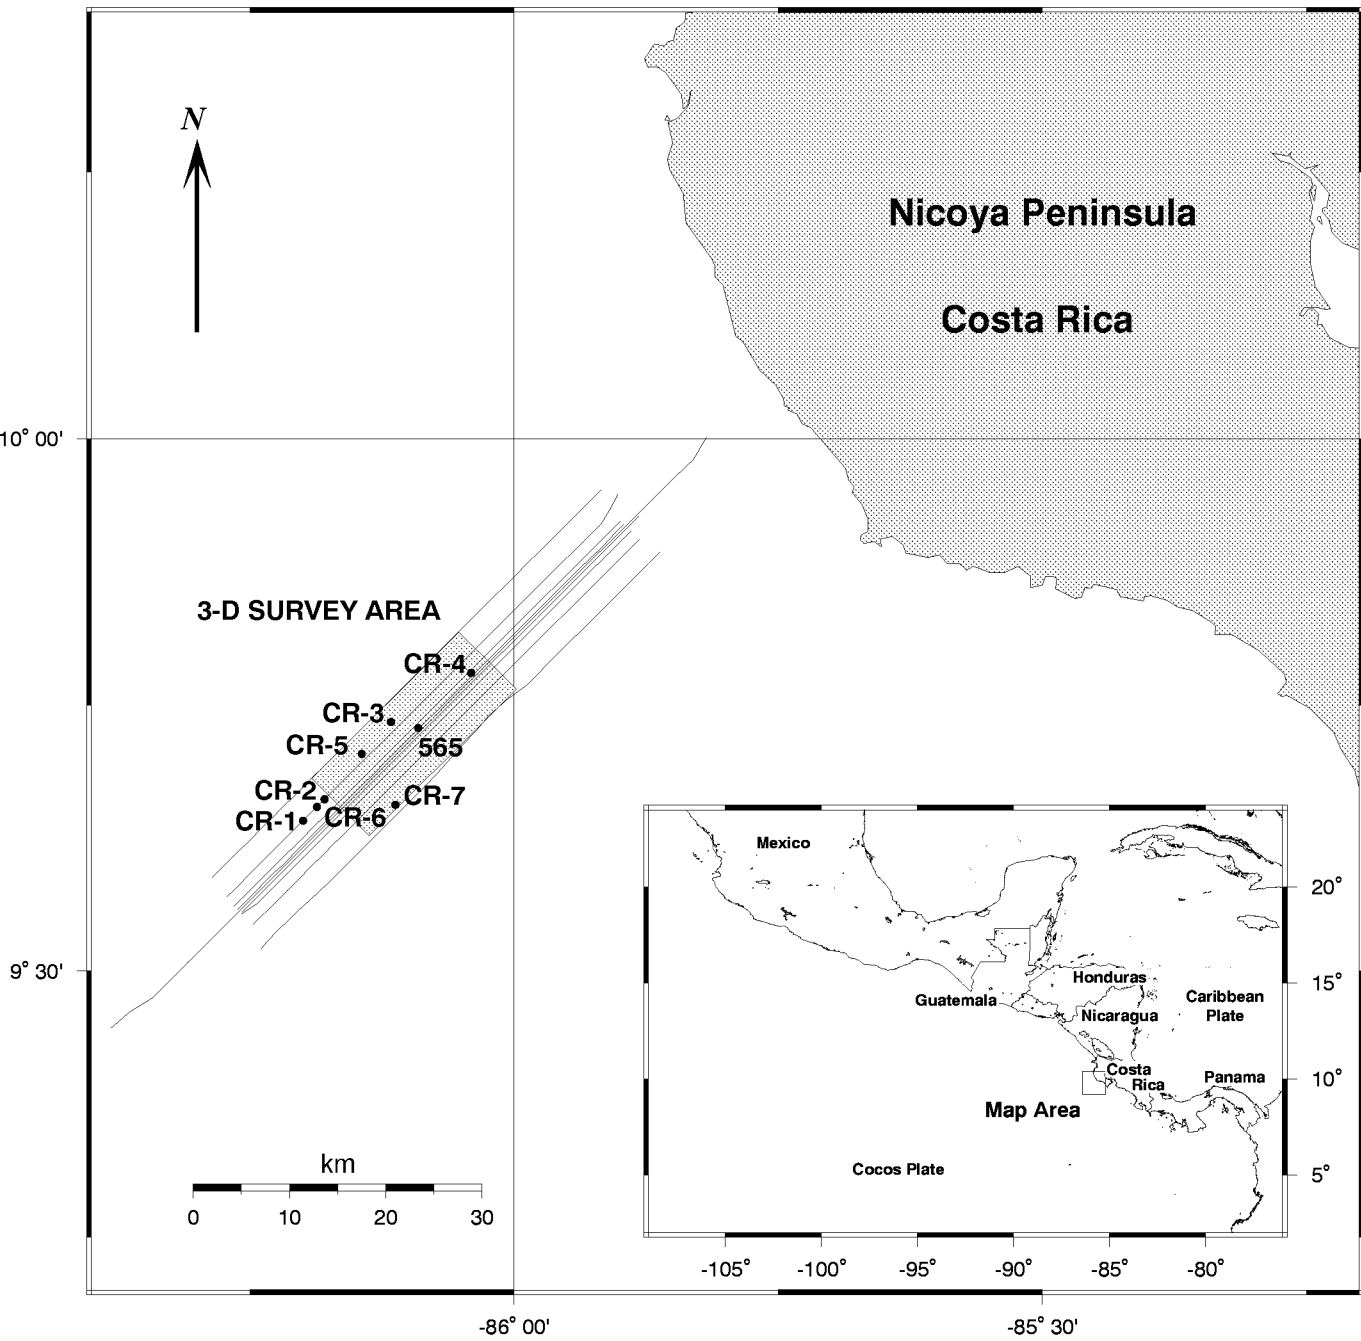 N
Nicoya Peninsula
Costa Rica
10° 00'
3-D SURVEY AREA
CR-4
CR-3
CR-5
565
CR-2
CR-7
CR-1
CR-6
9° 30'
km
0 10 20 30
-86° 00'
-85° 30'
Mexico
20°
Honduras
15°
Guatemala
Caribbean
Plate
Nicaragua
Costa
Rica
Panama
10°
Map Area
Cocos Plate
5°
-105° -100° -95° -90° -85° -80°